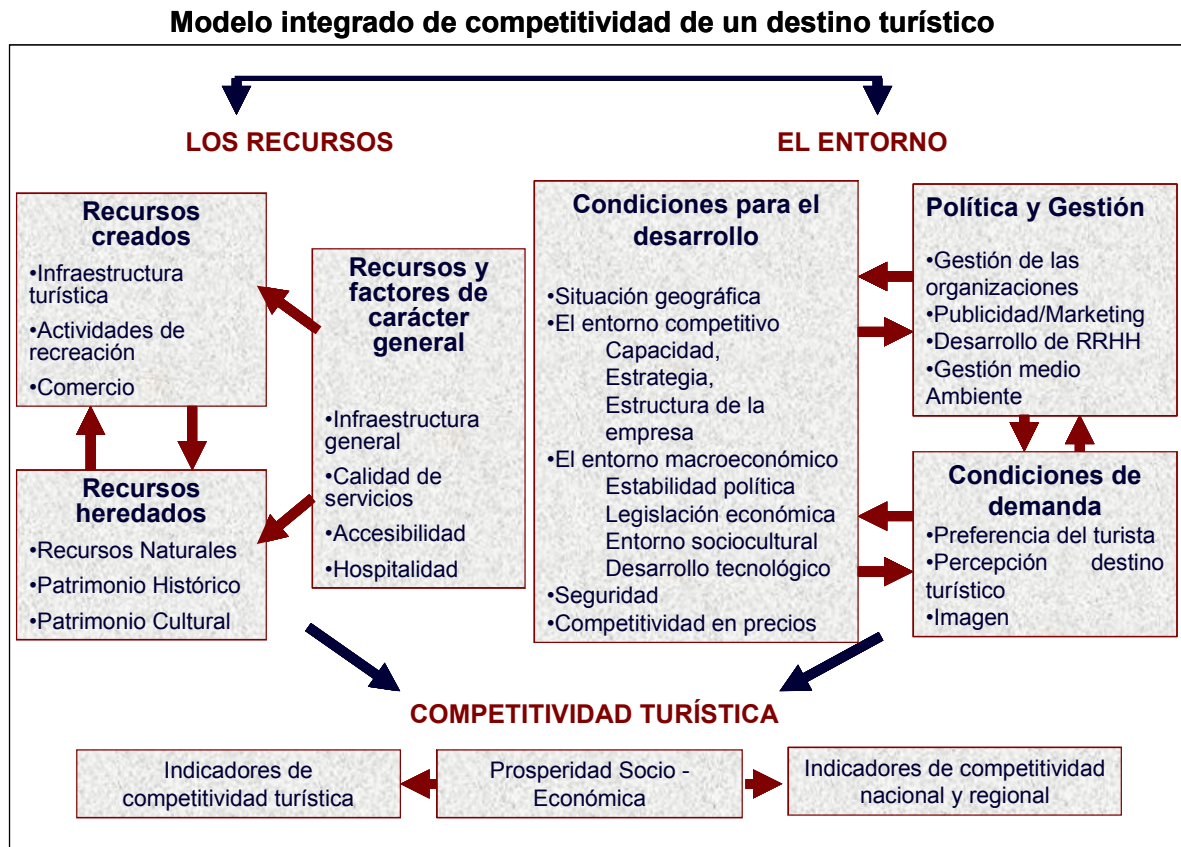 Modelo integrado de competitividad de un destino turístico
LOS RECURSOS
EL ENTORNO
Recursos
creados
•Infraestructura
turística
•Actividades de
recreación
•Comercio
Recursos
heredados
•Recursos Naturales
•Patrimonio Histórico
•Patrimonio Cultural
Recursos y
factores de
carácter
general
•Infraestructura
general
•Calidad de
servicios
•Accesibilidad
•Hospitalidad
Condiciones para el
desarrollo
•Situación geográfica
•El entorno competitivo
Capacidad,
Estrategia,
Estructura de la
empresa
•El entorno macroeconómico
Estabilidad política
Legislación económica
Entorno sociocultural
Desarrollo tecnológico
•Seguridad
•Competitividad en precios
Política y Gestión
•Gestión de las
organizaciones
•Publicidad/Marketing
•Desarrollo de RRHH
•Gestión medio
Ambiente
Condiciones de
demanda
•Preferencia del turista
•Percepción destino
turístico
•Imagen
COMPETITIVIDAD TURÍSTICA
Indicadores de
competitividad turística
Prosperidad Socio -
Económica
Indicadores de competitividad
nacional y regional